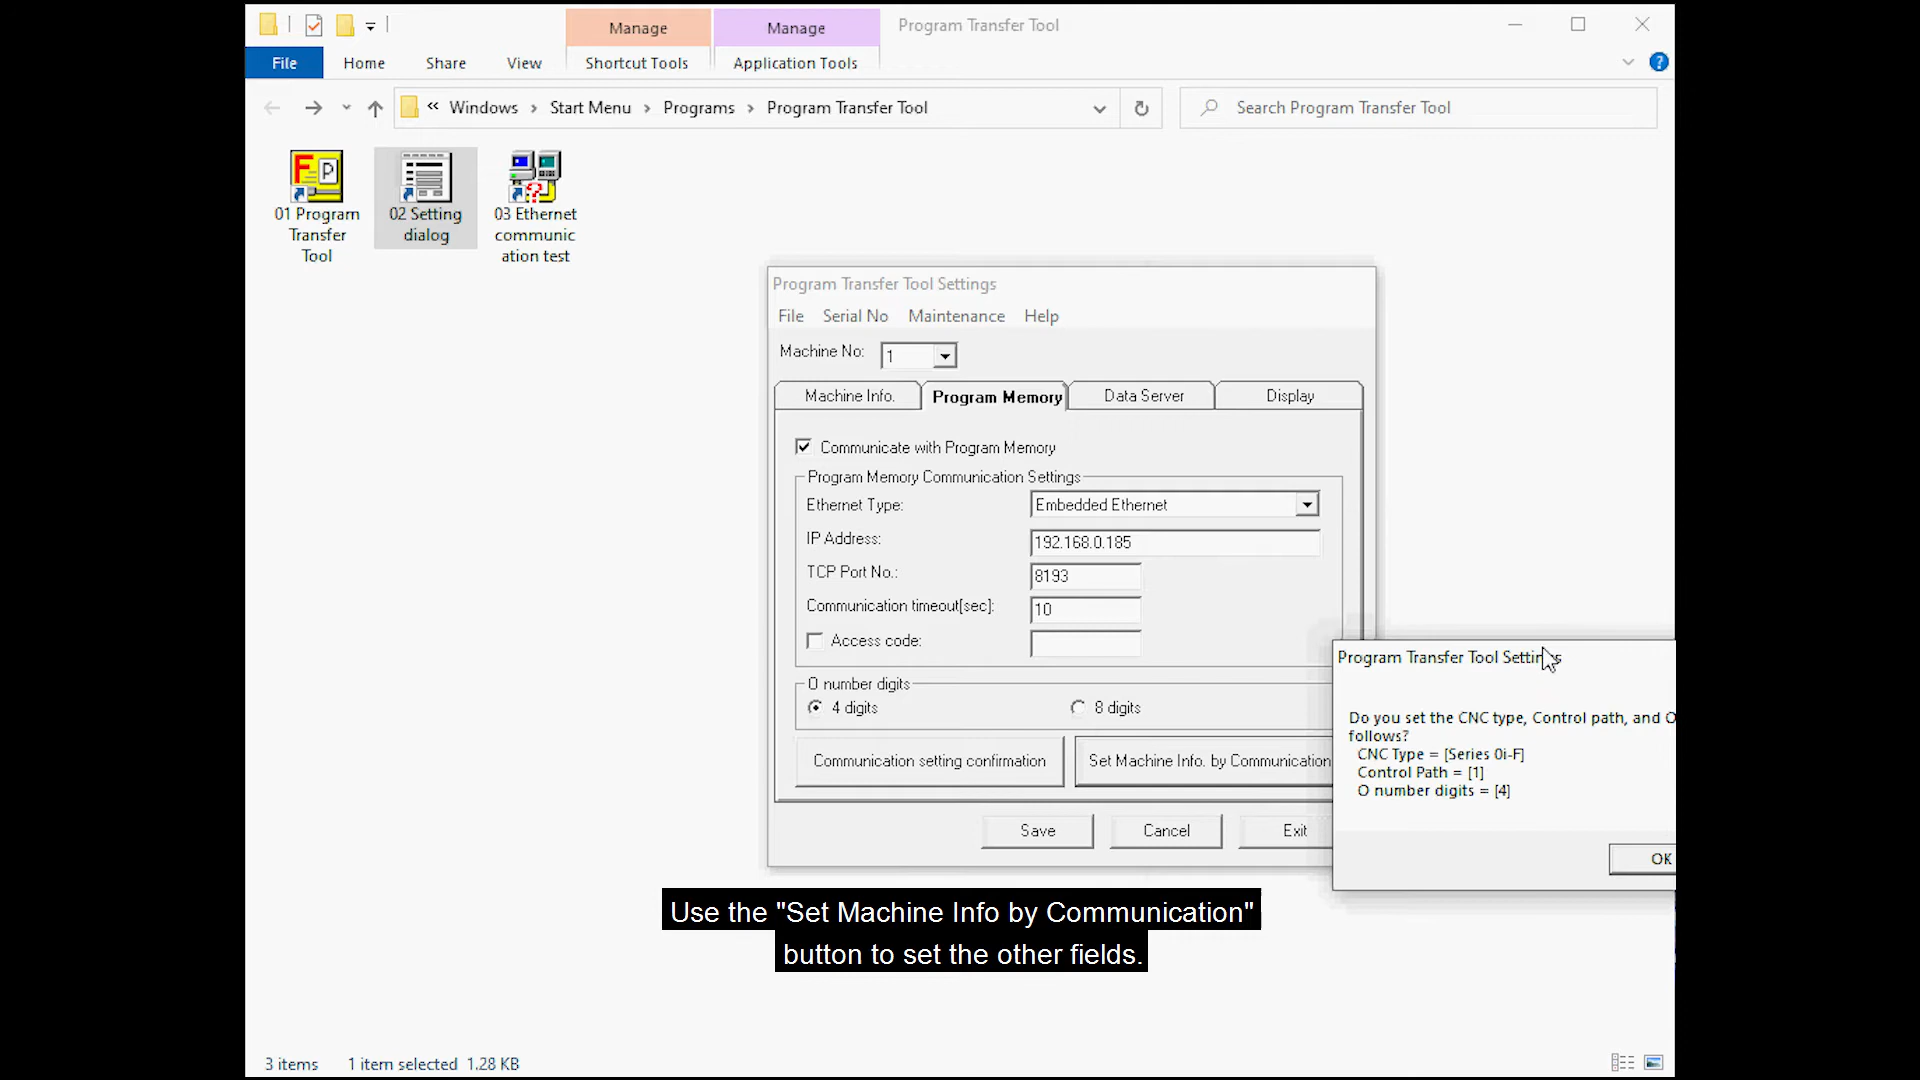 Manage
Manage
Program Transfer Tool
File
Home
Share
View
Shortcut Tools
Application Tools
?
« Windows › Start Menu › Programs › Program Transfer Tool
Search Program Transfer Tool
F P
01 Program
Transfer
Tool
02 Setting
dialog
?
03 Ethernet
communic
ation test
Program Transfer Tool Settings
File Serial No Maintenance Help
Machine No: 1
Machine Info.
Program Memory
Data Server
Display
Communicate with Program Memory
Program Memory Communication Settings
Ethernet Type: Embedded Ethernet
IP Address: 192.168.0.185
TCP Port No.: 8193
Communication timeout[sec]: 10
Access code:
O number digits
4 digits
8 digits
Communication setting confirmation
Set Machine Info. by Communication
Save
Cancel
Exit
Program Transfer Tool Settings
Do you set the CNC type, Control path, and O
follows?
CNC Type = [Series 0i-F]
Control Path = [1]
O number digits = [4]
OK
Use the "Set Machine Info by Communication"
button to set the other fields.
3 items
1 item selected 1.28 KB